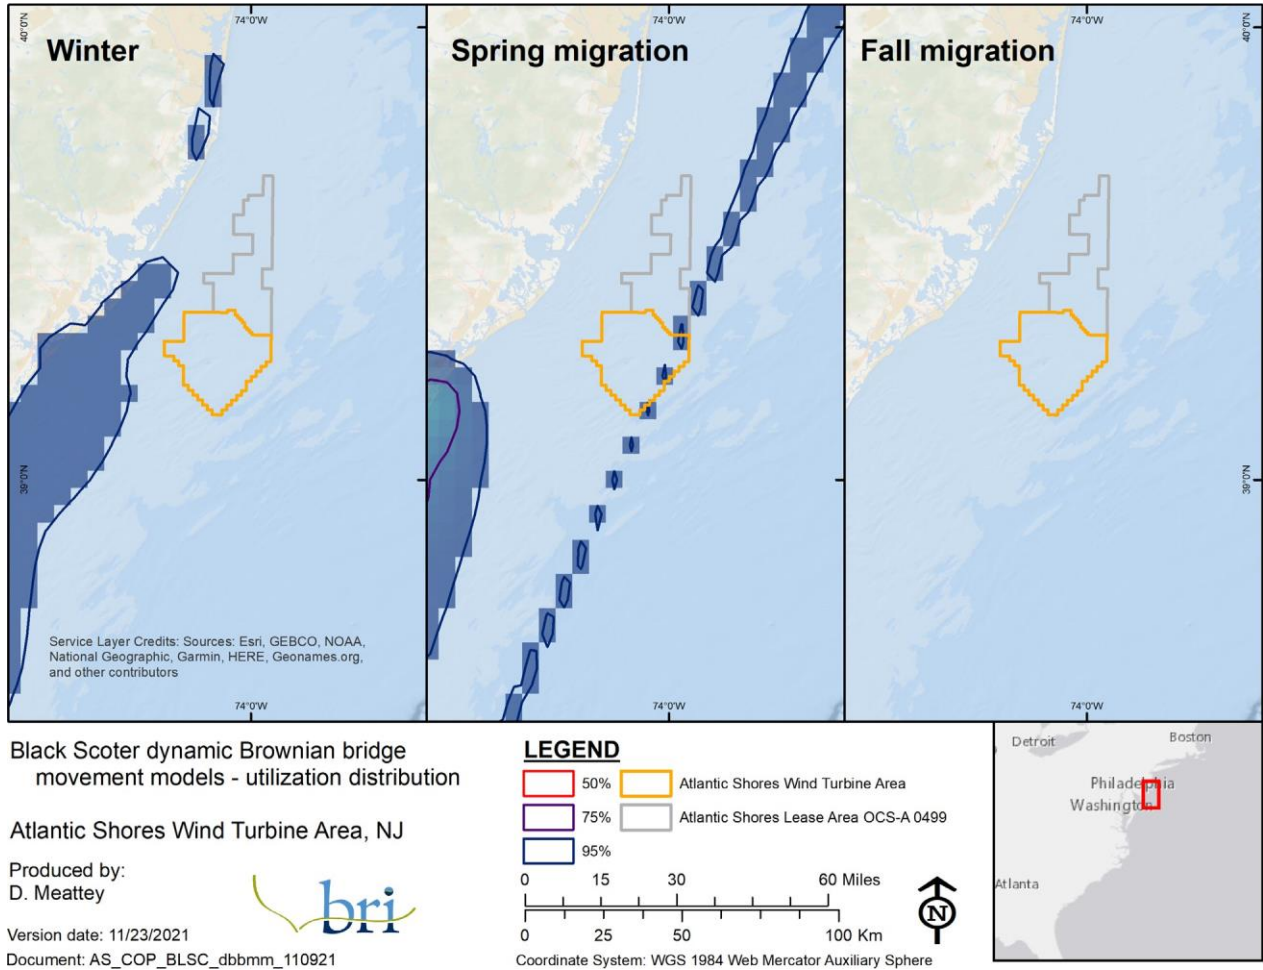 Winter
Spring migration
Fall migration
74°0'W
74°0'W
74°0'W
40°0'N
40°0'N
39°0'N
39°0'N
Service Layer Credits: Sources: Esri, GEBCO, NOAA,
National Geographic, Garmin, HERE, Geonames.org,
and other contributors
74°0'W
74°0'W
74°0'W
Black Scoter dynamic Brownian bridge
movement models - utilization distribution
Atlantic Shores Wind Turbine Area, NJ
Produced by:
D. Meattey
bri
Version date: 11/23/2021
Document: AS_COP_BLSC_dbbmm_110921
LEGEND
50%
Atlantic Shores Wind Turbine Area
75%
Atlantic Shores Lease Area OCS-A 0499
95%
0 15 30 60 Miles
0 25 50 100 Km
N
Coordinate System: WGS 1984 Web Mercator Auxiliary Sphere
Detroit
Boston
Philadelphia
Washington
Atlanta